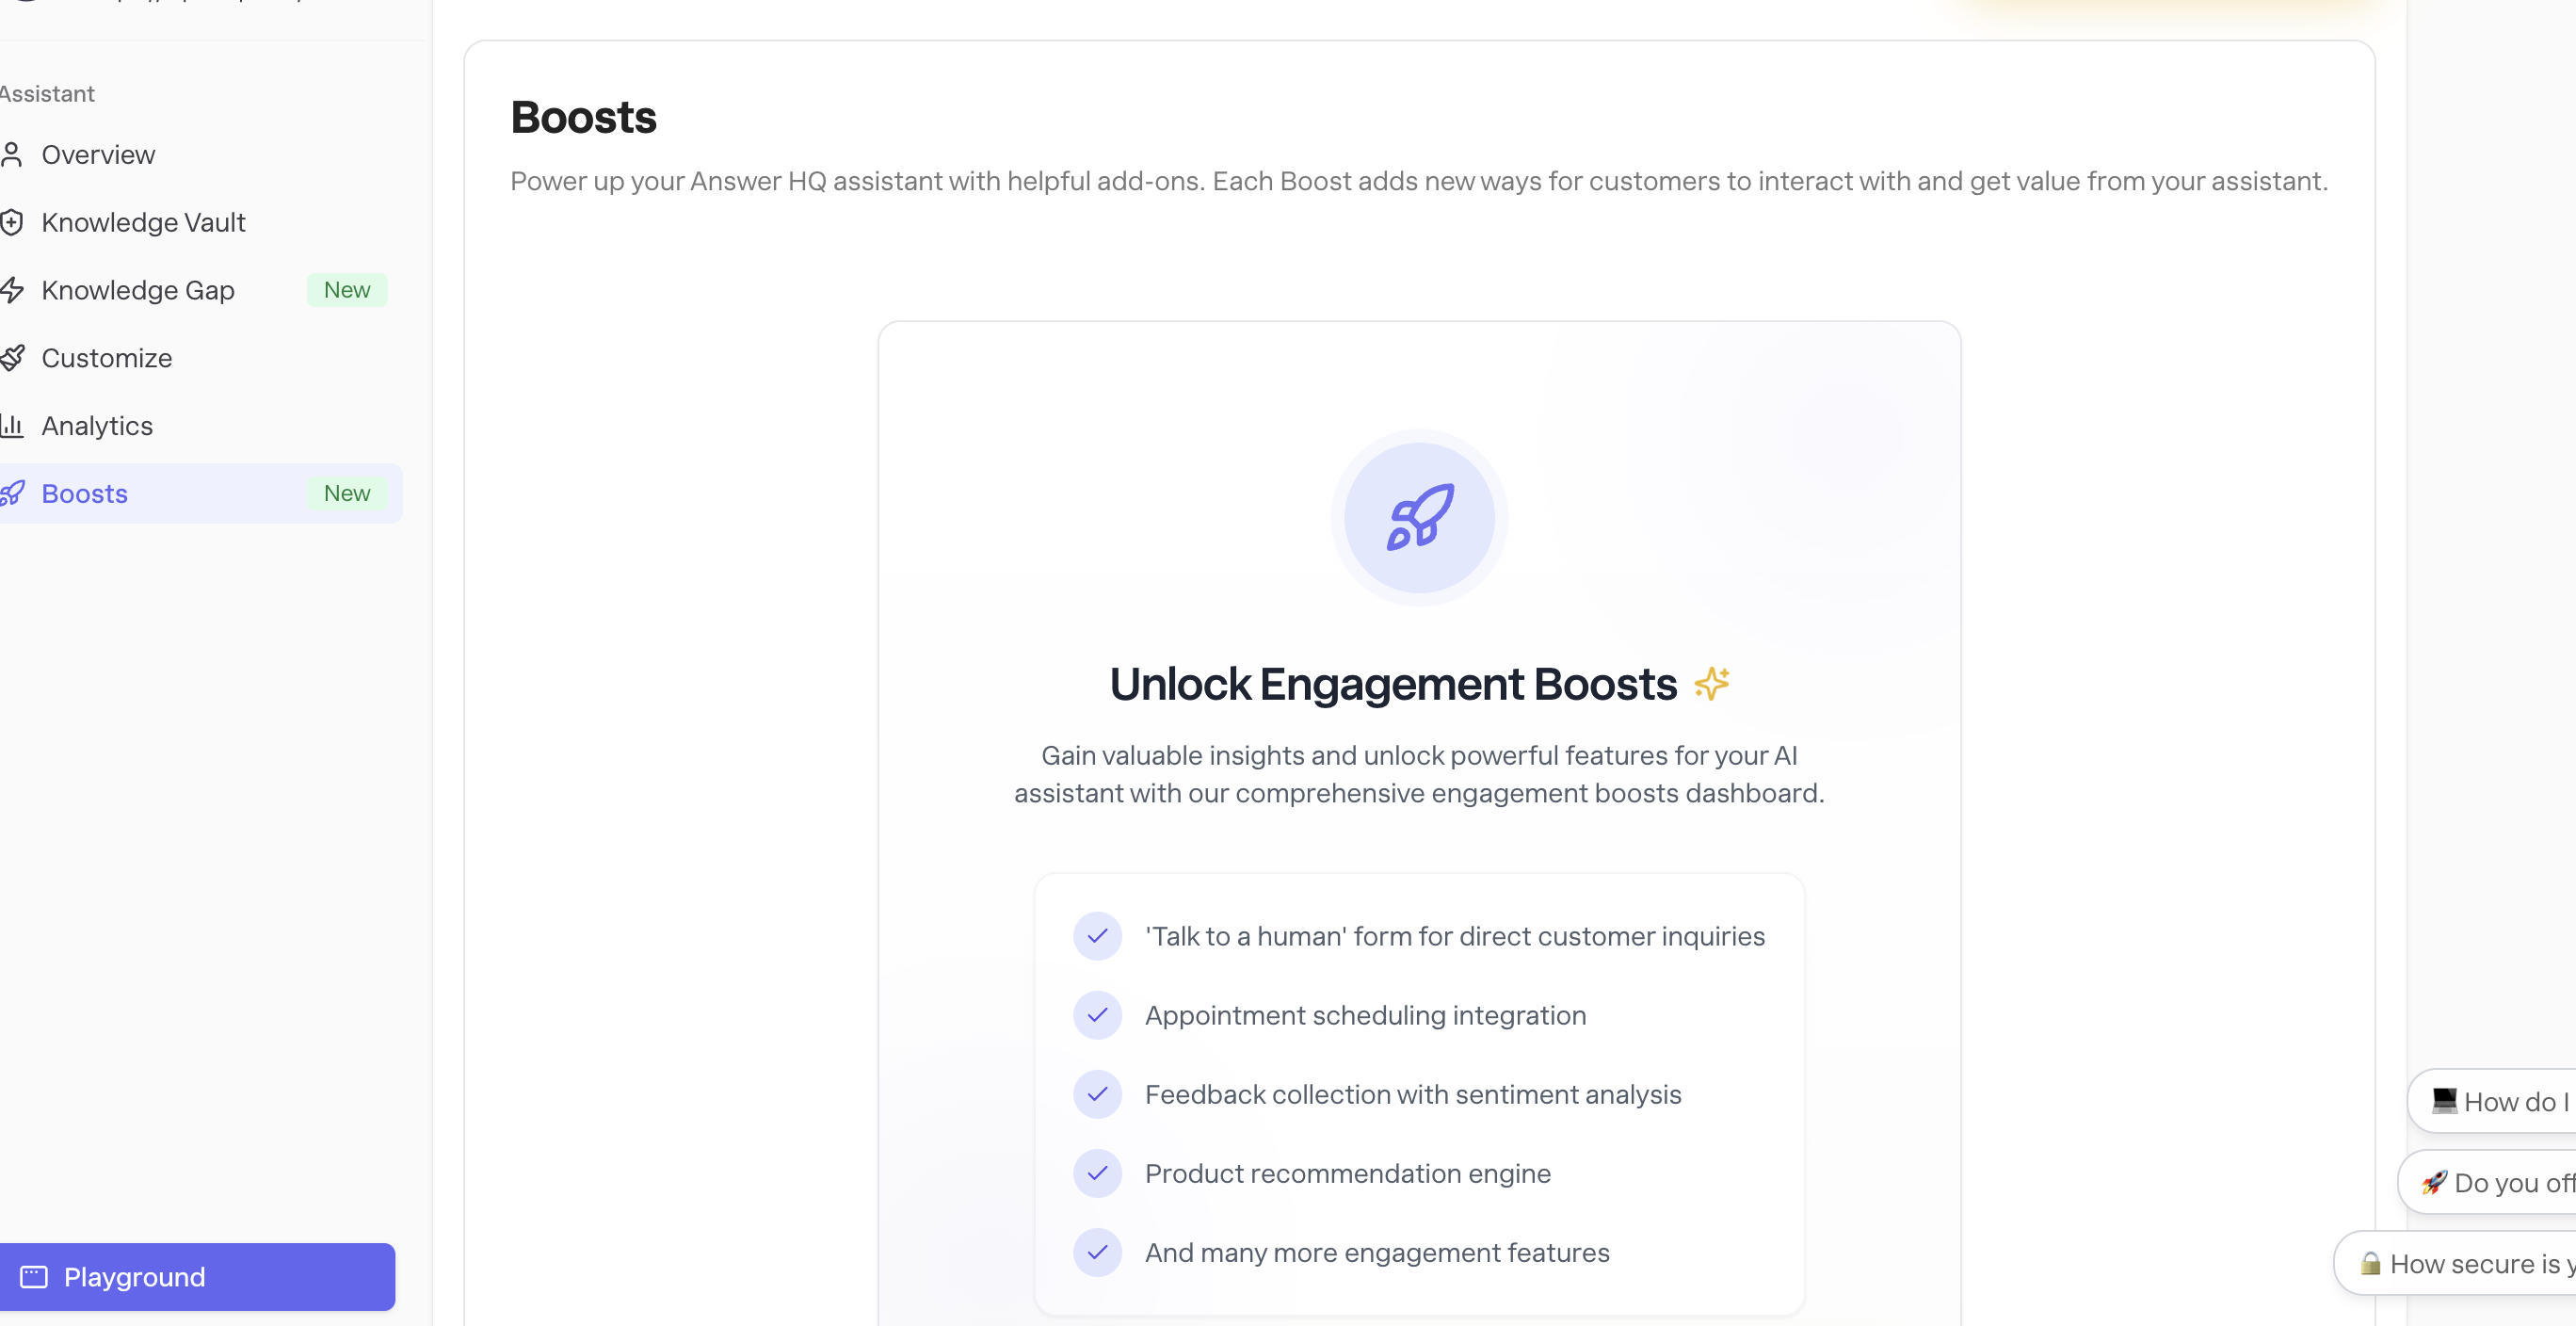 Assistant
Overview
Knowledge Vault
Knowledge Gap New
Customize
Analytics
Boosts New
Playground
Boosts
Power up your Answer HQ assistant with helpful add-ons. Each Boost adds new ways for customers to interact with and get value from your assistant.
Unlock Engagement Boosts
Gain valuable insights and unlock powerful features for your AI
assistant with our comprehensive engagement boosts dashboard.
'Talk to a human' form for direct customer inquiries
Appointment scheduling integration
Feedback collection with sentiment analysis
Product recommendation engine
And many more engagement features
How do I
Do you
How secure is